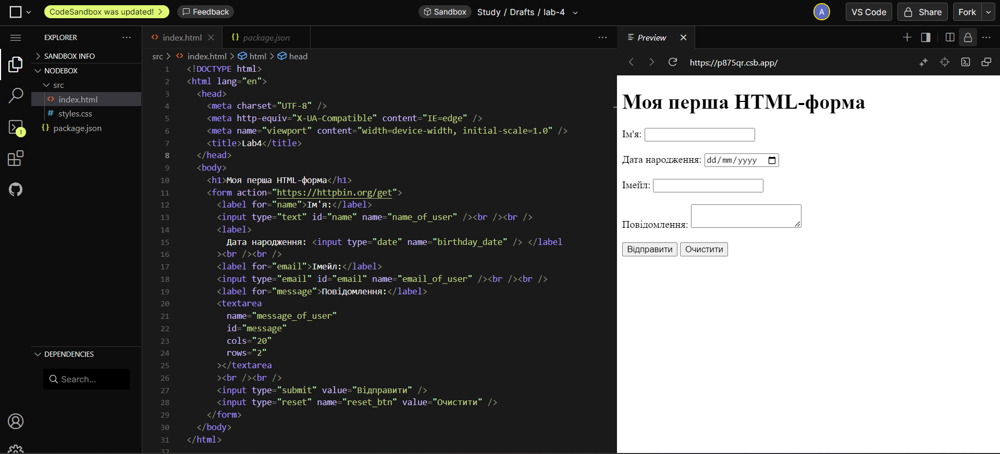 CodeSandbox was updated!
Feedback
Sandbox
Study / Drafts / lab-4
A
VS Code
Share
Fork
EXPLORER
SANDBOX INFO
NODEBOX
src
index.html
styles.css
package.json
1
DEPENDENCIES
Search...
index.html
package.json
src > index.html > html > head
1 <!DOCTYPE html>
2 <html lang="en">
3 <head>
4 <meta charset="UTF-8" />
5 <meta http-equiv="X-UA-Compatible" content="IE=edge" />
6 <meta name="viewport" content="width=device-width, initial-scale=1.0" />
7 <title>Lab4</title>
8 </head>
9 <body>
10 <h1>Моя перша HTML-форма</h1>
11 <form action="https://httpbin.org/get">
12 <label for="name">Ім'я:</label>
13 <input type="text" id="name" name="name_of_user" /><br /><br />
14 <label>
15 Дата народження: <input type="date" name="birthday_date" /> </label
16 ><br /><br />
17 <label for="email">Імейл:</label>
18 <input type="email" id="email" name="email_of_user" /><br /><br />
19 <label for="message">Повідомлення:</label>
20 <textarea
21 name="message_of_user"
22 id="message"
23 cols="20"
24 rows="2"
25 ></textarea
26 ><br /><br />
27 <input type="submit" value="Відправити" />
28 <input type="reset" name="reset_btn" value="Очистити" />
29 </form>
30 </body>
31 </html>
32
Preview
https://p875qr.csb.app/
Моя перша HTML-форма
Ім'я:
Дата народження: dd/mm/yyyy
Імейл:
Повідомлення:
Відправити Очистити